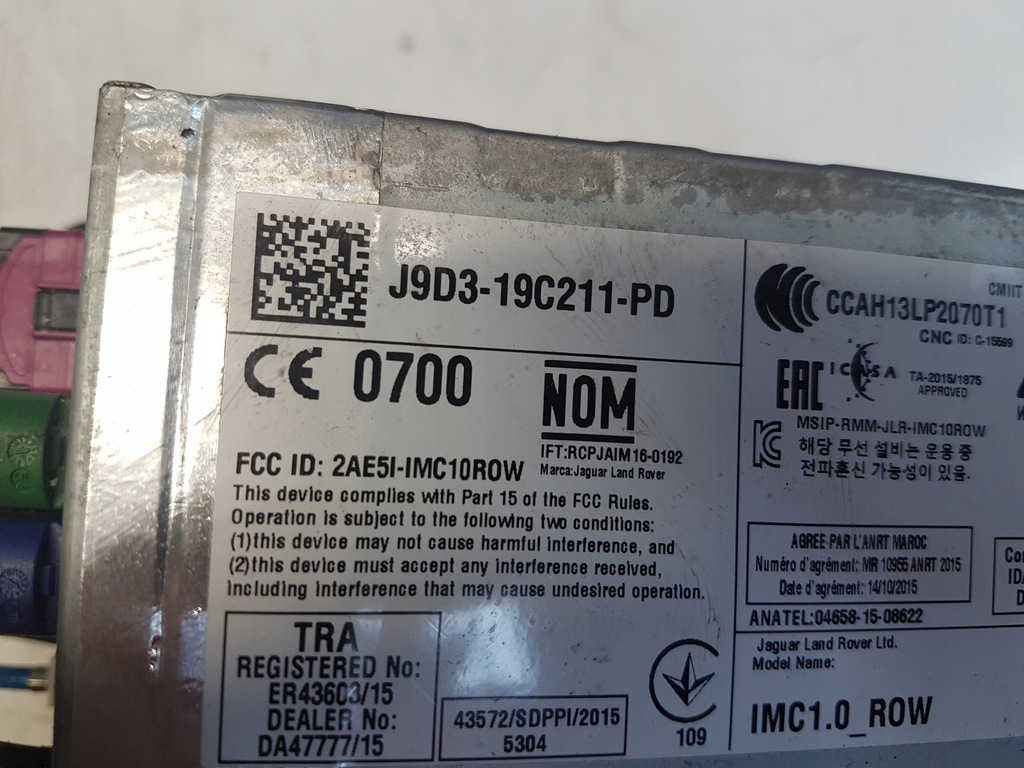 J9D3-19C211-PD
CE 0700
NOM
IFT:RCPJAIM16-0192
Marca:Jaguar Land Rover
FCC ID: 2AE5I-IMC10ROW
This device complies with Part 15 of the FCC Rules.
Operation is subject to the following two conditions:
(1)this device may not cause harmful interference, and
(2)this device must accept any interference received,
including interference that may cause undesired operation.
TRA
REGISTERED No:
ER43603/15
DEALER No:
DA47777/15
43572/SDPPI/2015
5304
109
CMIIT
CCAH13LP2070T1
CNC ID: C-15599
EAC
ICASA
TA-2015/1875
APPROVED
MSIP-RMM-JLR-IMC10ROW
해당 무선 설비는 운용 중
전파혼신 가능성이 있음.
AGREE PAR L'ANRT MAROC
Numéro d'agrément: MR 10955 ANRT 2015
Date d'agrément: 14/10/2015
ANATEL:04658-15-08622
Jaguar Land Rover Ltd.
Model Name:
IMC1.0_ROW